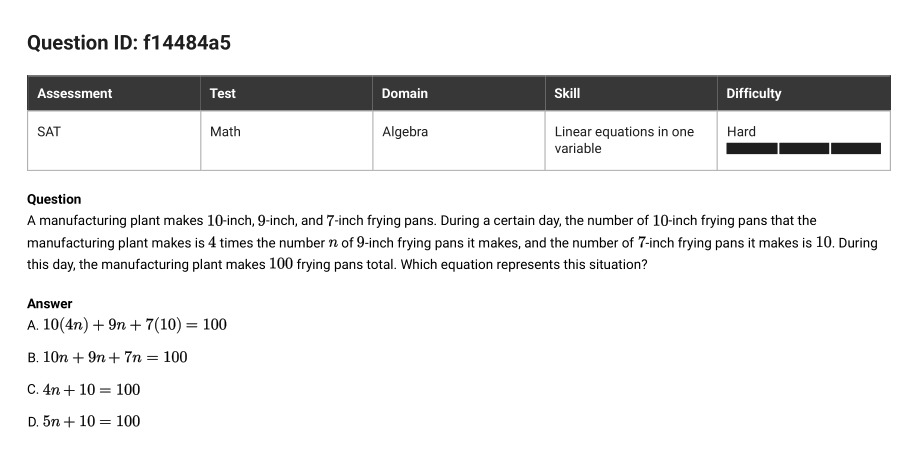 Question ID: f14484a5
Assessment Test Domain Skill Difficulty
SAT Math Algebra Linear equations in one Hard
variable
Question
A manufacturing plant makes 10-inch, 9-inch, and 7-inch frying pans. During a certain day, the number of 10-inch frying pans that the
manufacturing plant makes is 4 times the number n of 9-inch frying pans it makes, and the number of 7-inch frying pans it makes is 10. During
this day, the manufacturing plant makes 100 frying pans total. Which equation represents this situation?
Answer
A. 10(4n) + 9n + 7(10) = 100
B. 10n + 9n + 7n = 100
C. 4n + 10 = 100
D. 5n + 10 = 100